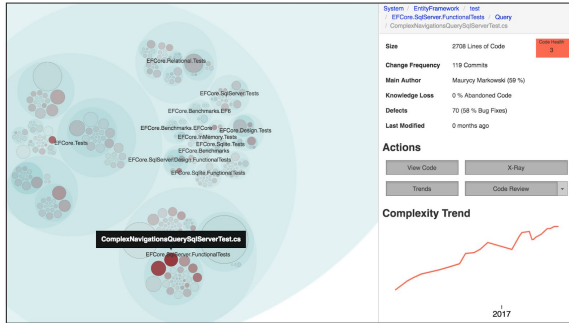 EFCore.Relational.Tests
EFCore.SqlServer.Tests
EFCore.Benchmarks.EF6
EFCore.Benchmarks.EFCore
EFCore.Design.Tests
EFCore.Tests
EFCore.InMemory.Tests
EFCore.Sqlite.Tests
EFCore.Benchmarks
EFCore.SqlServer.Design.FunctionalTests
EFCore.Sqlite.FunctionalTests
ComplexNavigationsQuerySqlServerTest.cs
EFCore.SqlServer.FunctionalTests
System / EntityFramework / test
/ EFCore.SqlServer.FunctionalTests / Query
/ ComplexNavigationsQuerySqlServerTest.cs
Code Health
3
Size 2708 Lines of Code
Change Frequency 119 Commits
Main Author Maurycy Markowski (59 %)
Knowledge Loss 0 % Abandoned Code
Defects 70 (58 % Bug Fixes)
Last Modified 0 months ago
Actions
View Code X-Ray
Trends Code Review
Complexity Trend
2017